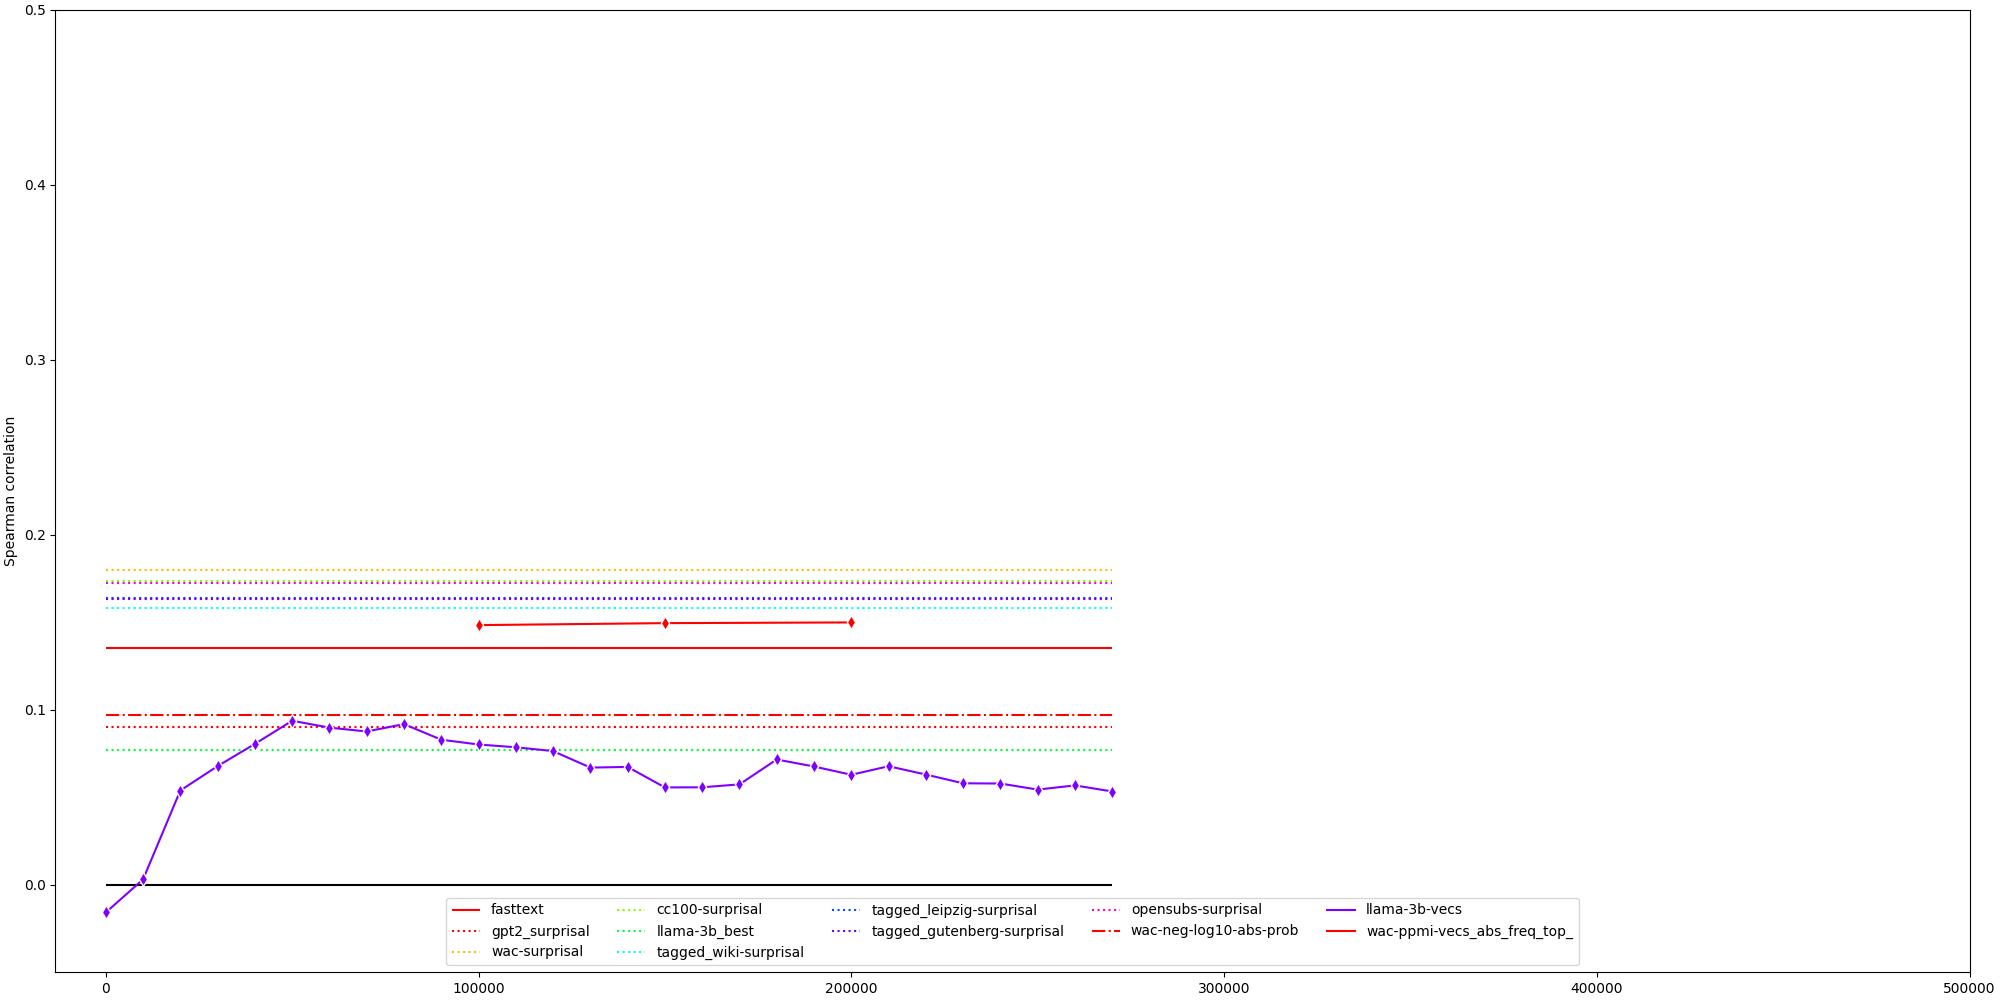 0.5
0.4
0.3
0.2
0.1
0.0
Spearman correlation
fasttext
gpt2_surprisal
wac-surprisal
cc100-surprisal
llama-3b_best
tagged_wiki-surprisal
tagged_leipzig-surprisal
tagged_gutenberg-surprisal
opensubs-surprisal
wac-neg-log10-abs-prob
llama-3b-vecs
wac-ppmi-vecs_abs_freq_top_
0 100000 200000 300000 400000 500000